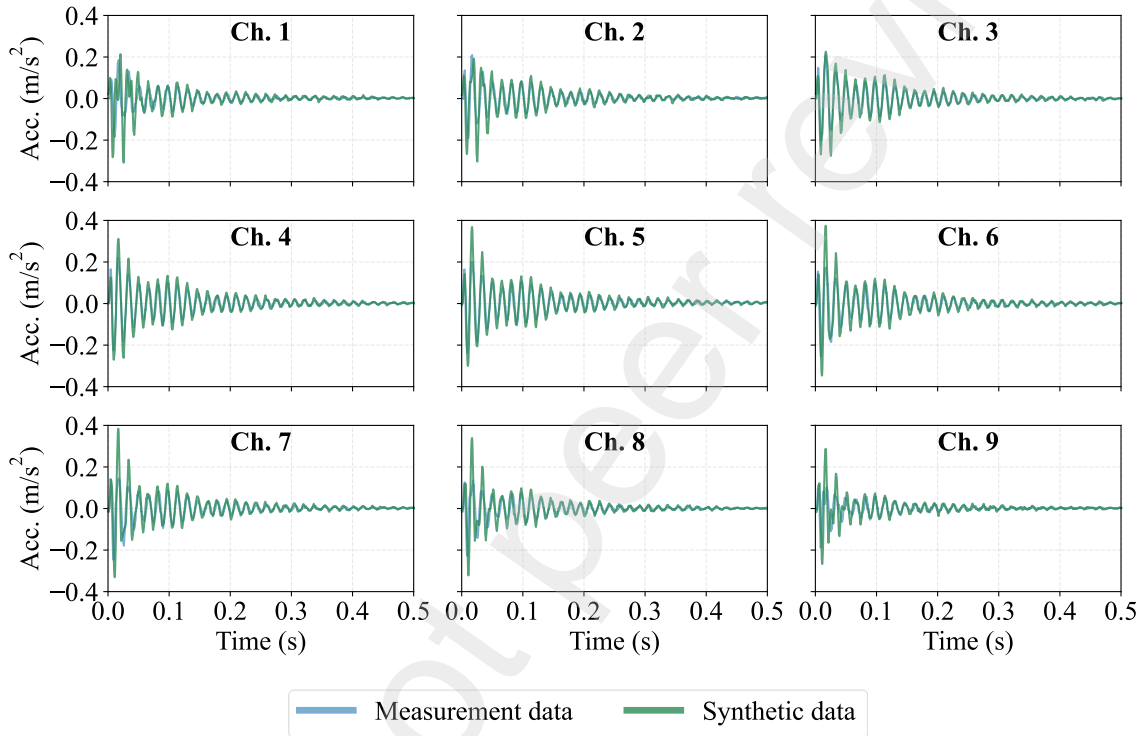 Ch. 1 Ch. 2 Ch. 3
0.4
0.2
0.0
−0.2
−0.4
Acc. (m/s²)
Ch. 4 Ch. 5 Ch. 6
0.4
0.2
0.0
−0.2
−0.4
Acc. (m/s²)
Ch. 7 Ch. 8 Ch. 9
0.4
0.2
0.0
−0.2
−0.4
Acc. (m/s²)
0.0 0.1 0.2 0.3 0.4 0.5 0.0 0.1 0.2 0.3 0.4 0.5 0.0 0.1 0.2 0.3 0.4 0.5
Time (s) Time (s) Time (s)
Measurement data Synthetic data
ot peer rev